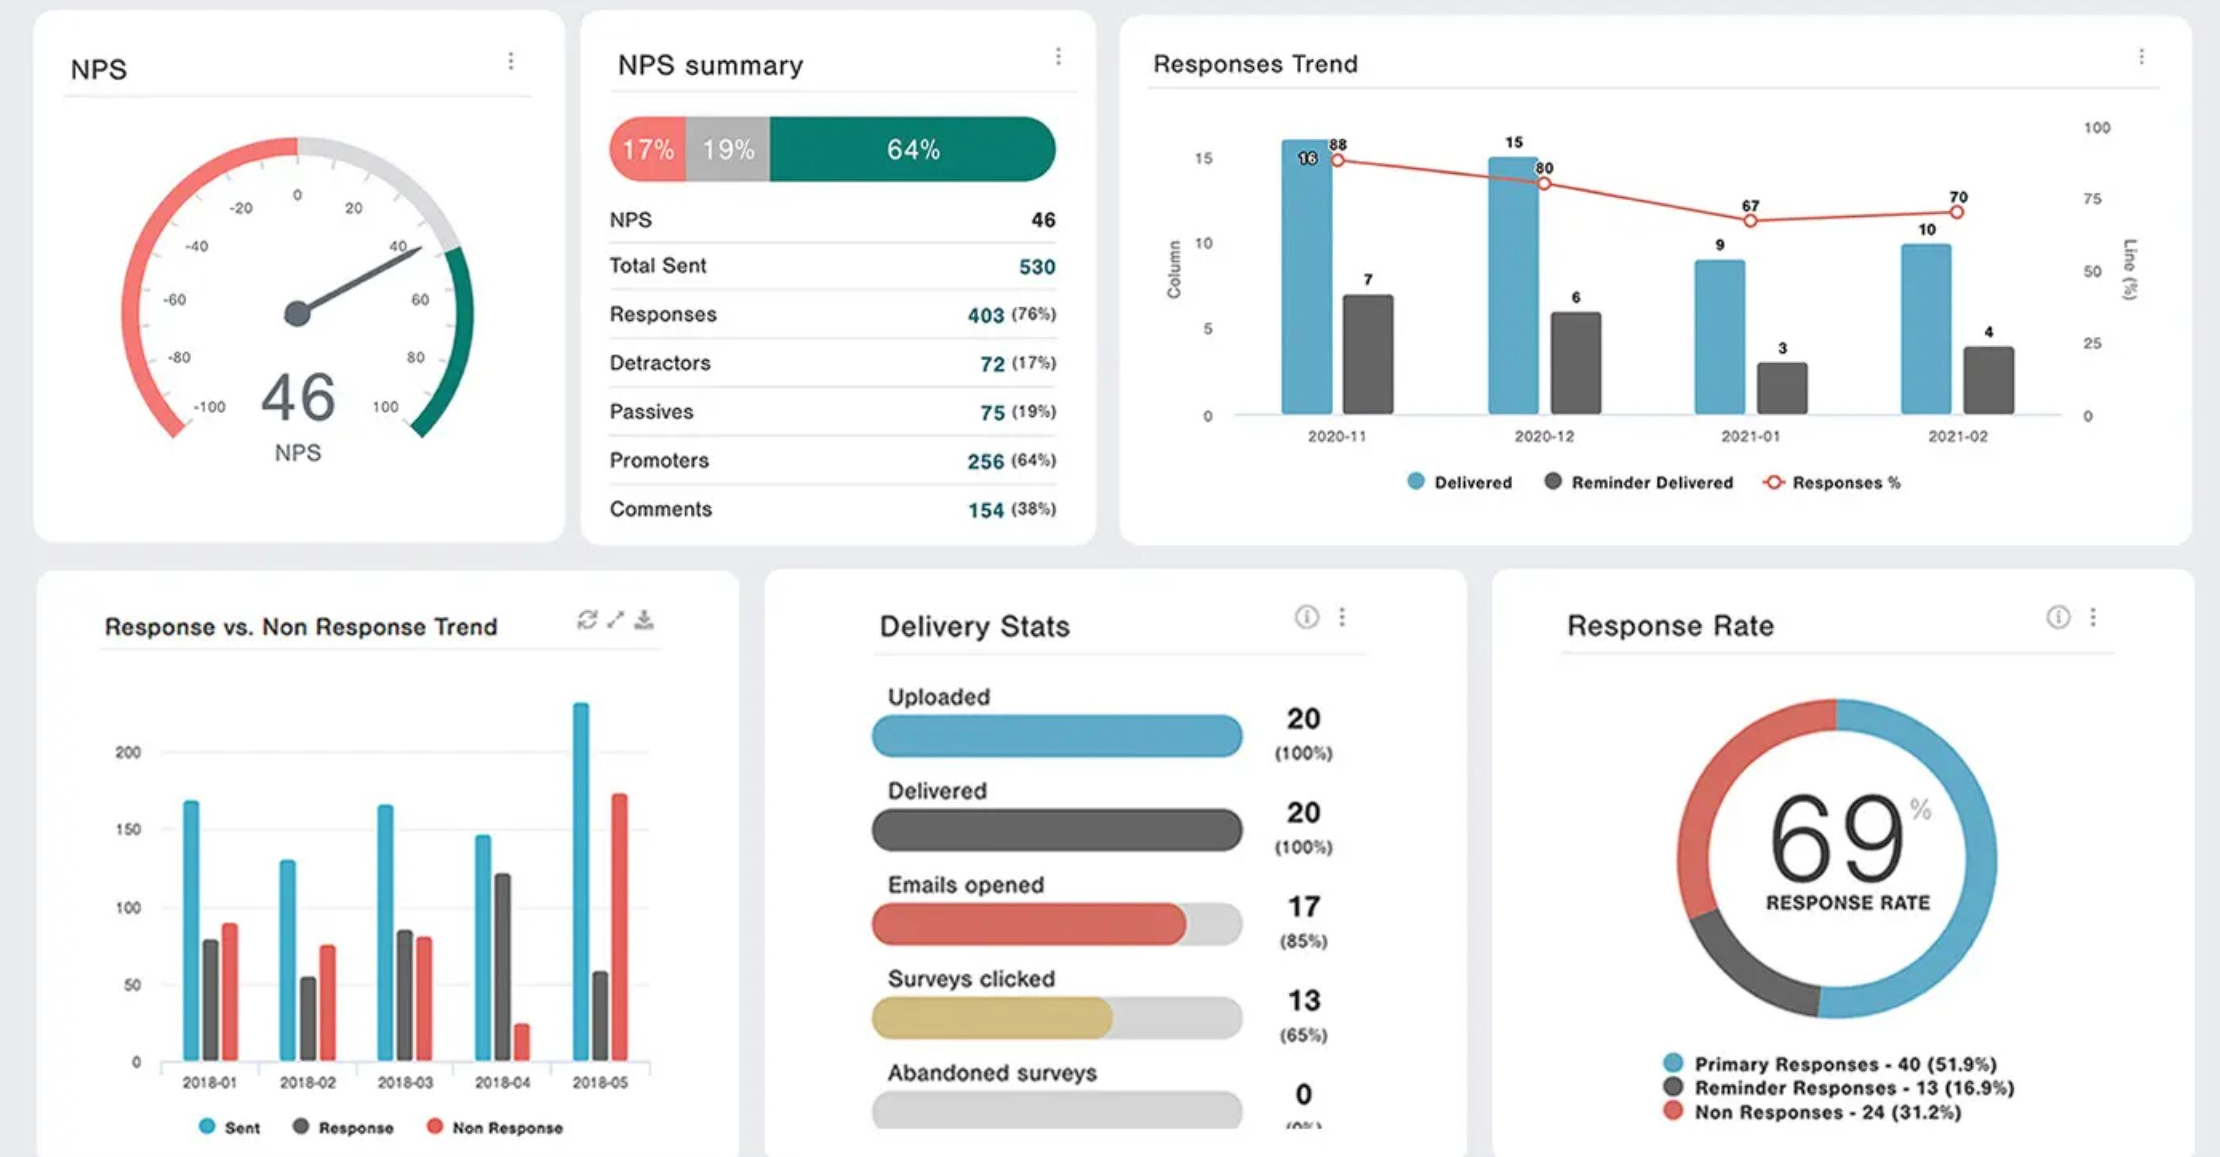 NPS
0
-20
20
-40
40
-60
60
-80
80
-100
100
46
NPS
NPS summary
17% 19% 64%
NPS 46
Total Sent 530
Responses 403 (76%)
Detractors 72 (17%)
Passives 75 (19%)
Promoters 256 (64%)
Comments 154 (38%)
Responses Trend
Column
15
10
5
0
100
75
50
25
0
Line (%)
16 88
7
15
80
6
9
67
3
10
70
4
2020-11 2020-12 2021-01 2021-02
Delivered Reminder Delivered Responses %
Response vs. Non Response Trend
200
150
100
50
0
2018-01 2018-02 2018-03 2018-04 2018-05
Sent Response Non Response
Delivery Stats
Uploaded
20
(100%)
Delivered
20
(100%)
Emails opened
17
(85%)
Surveys clicked
13
(65%)
Abandoned surveys
0
(0%)
Response Rate
69%
RESPONSE RATE
Primary Responses - 40 (51.9%)
Reminder Responses - 13 (16.9%)
Non Responses - 24 (31.2%)